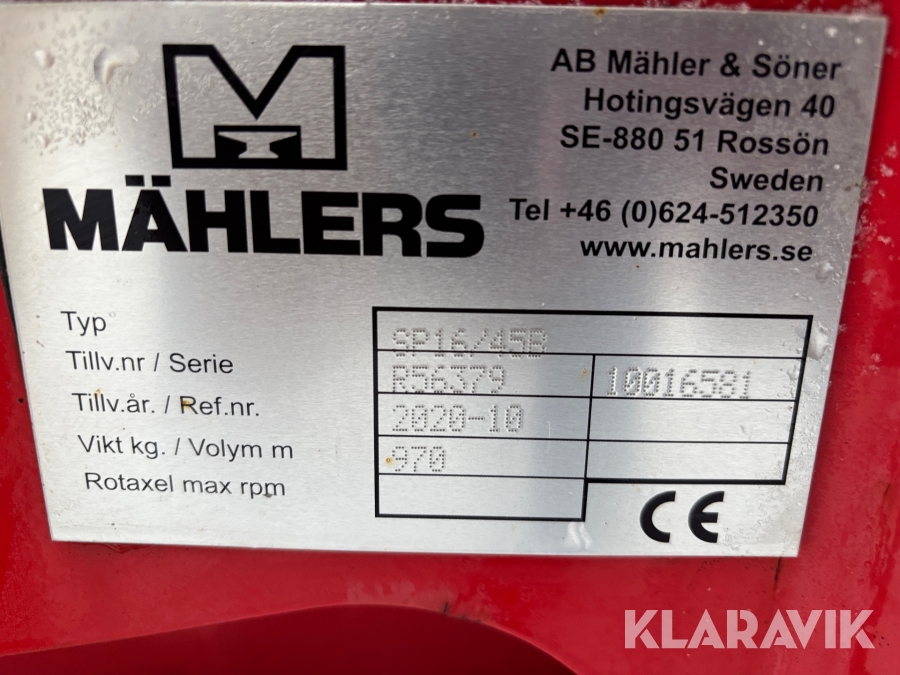 M
MÄHLERS
AB Mähler & Söner
Hotingsvägen 40
SE-880 51 Rossön
Sweden
Tel +46 (0)624-512350
www.mahlers.se
Typ SP16/45B
Tillv.nr / Serie R56379 10016581
Tillv.år. / Ref.nr. 2020-10
Vikt kg. / Volym m 970
Rotaxel max rpm
CE
KLARAVIK